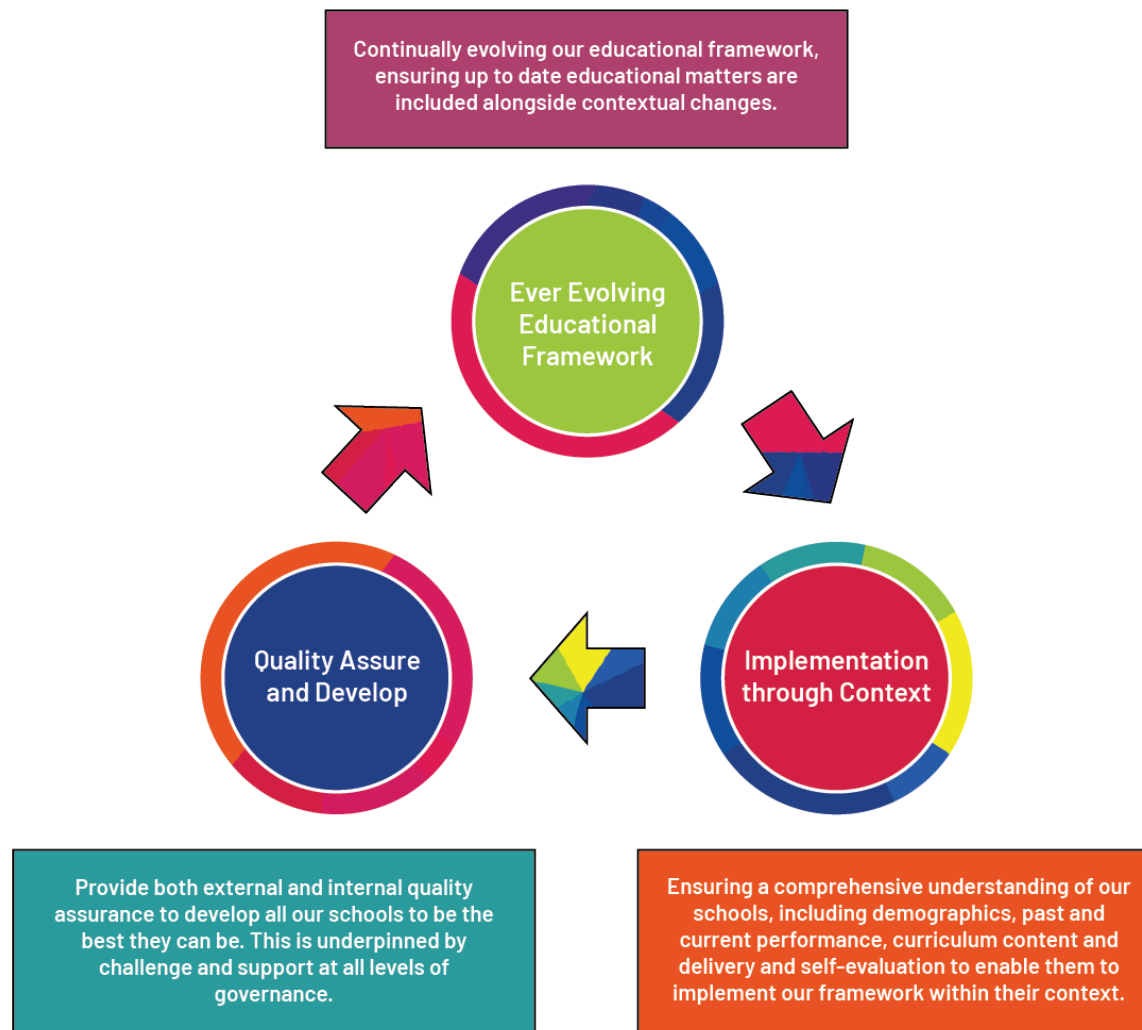 Continually evolving our educational framework,
ensuring up to date educational matters are
included alongside contextual changes.
Ever Evolving
Educational
Framework
Quality Assure
and Develop
Implementation
through Context
Provide both external and internal quality
assurance to develop all our schools to be the
best they can be. This is underpinned by
challenge and support at all levels of
governance.
Ensuring a comprehensive understanding of our
schools, including demographics, past and
current performance, curriculum content and
delivery and self-evaluation to enable them to
implement our framework within their context.